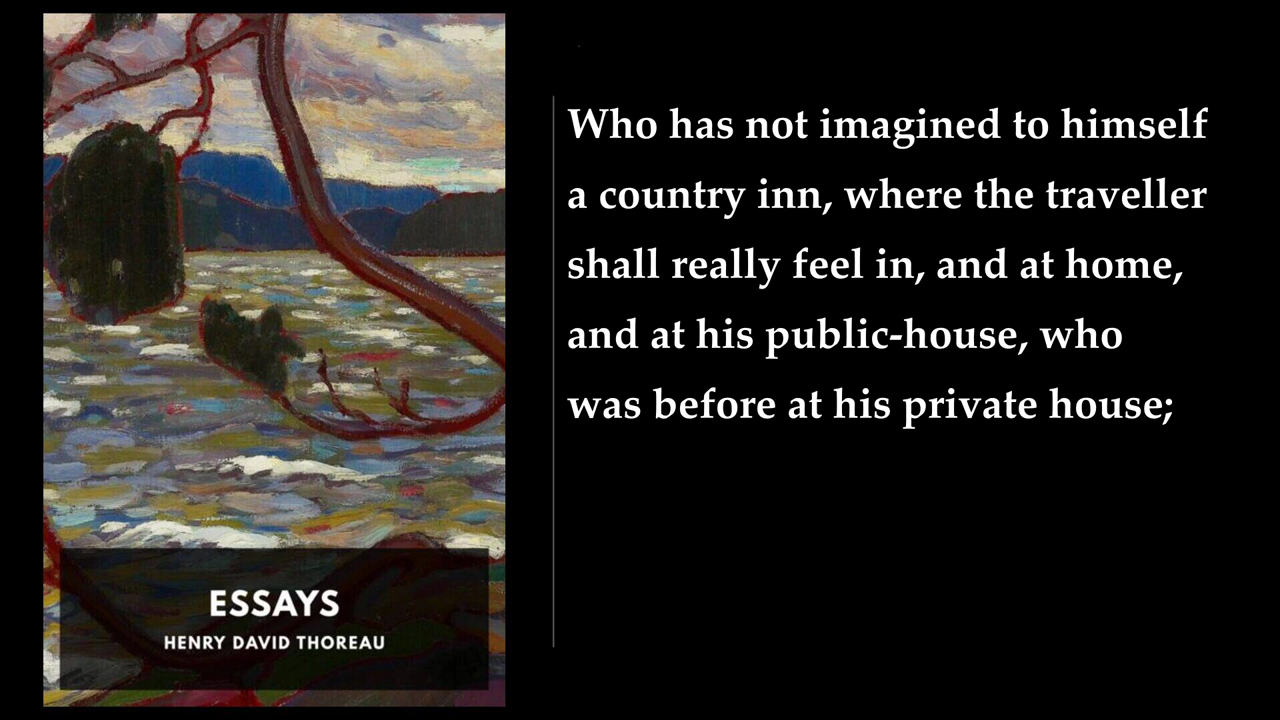 Who has not imagined to himself
a country inn, where the traveller
shall really feel in, and at home,
and at his public-house, who
was before at his private house;
ESSAYS
HENRY DAVID THOREAU